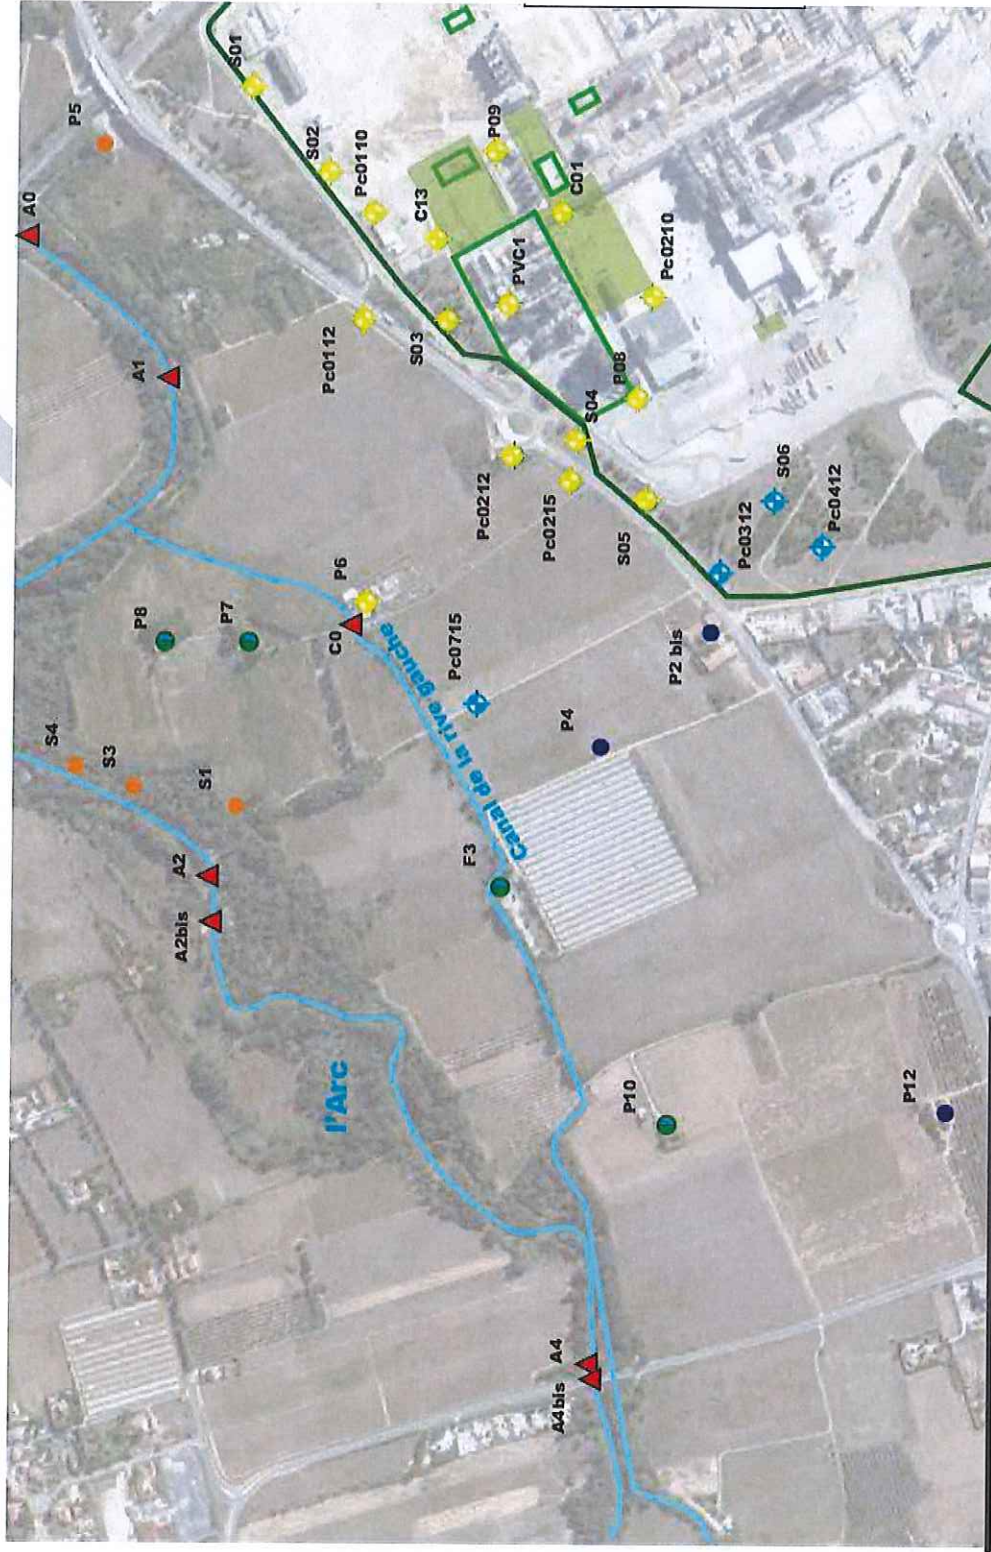 S01
P5
A0
S02
Pc0110
P09
C13
C01
A1
PVC1
Pc0210
Pc0112
S03
P08
S04
Pc0212
Pc0215
S06
S05
Pc0312
Pc0412
P8
P7
P6
C0
Canal de la rive gauche
Pc0715
P2 bis
P4
S4
S3
S1
A2
F3
A2bis
l'Arc
P10
P12
A4
A4bis